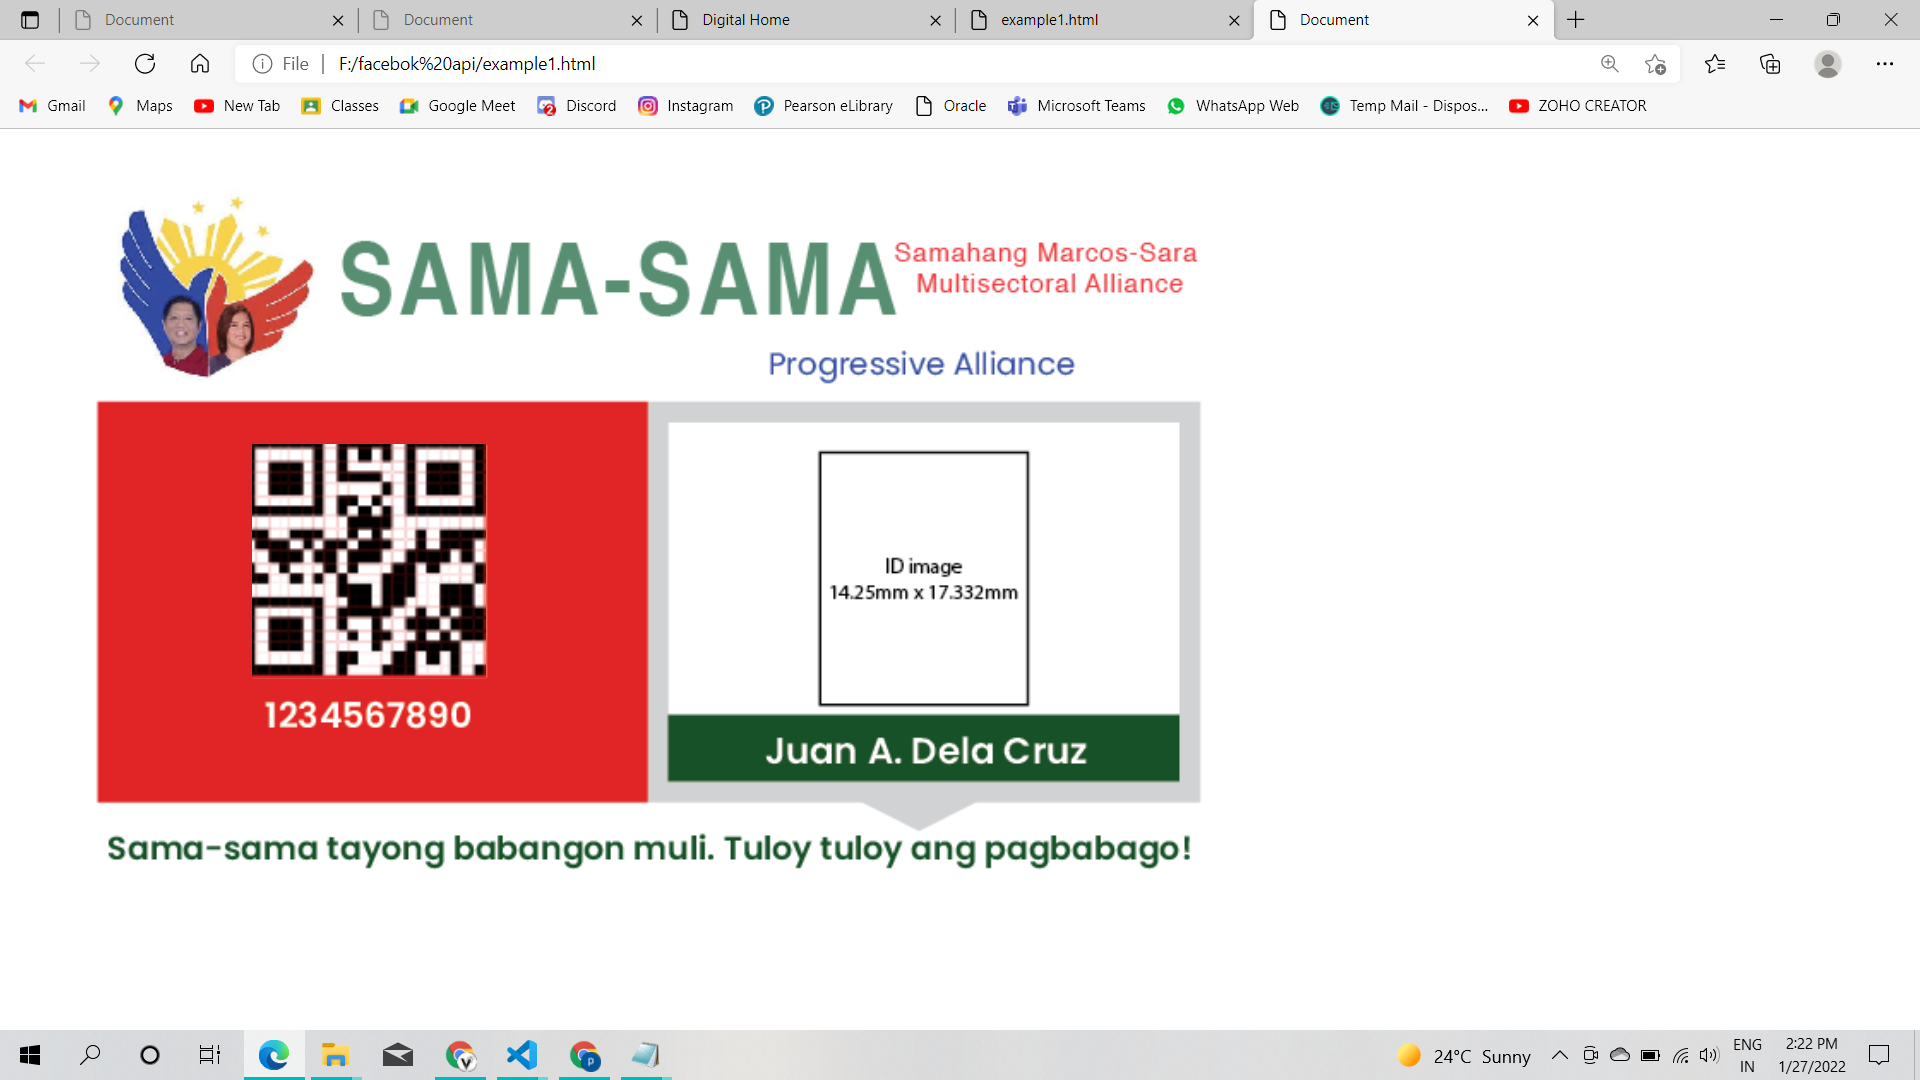 Document
Document
Digital Home
example1.html
Document
File
F:/facebok%20api/example1.html
Gmail
Maps
New Tab
Classes
Google Meet
Discord
Instagram
Pearson eLibrary
Oracle
Microsoft Teams
WhatsApp Web
Temp Mail - Dispos...
ZOHO CREATOR
SAMA-SAMA
Samahang Marcos-Sara
Multisectoral Alliance
Progressive Alliance
1234567890
ID image
14.25mm x 17.332mm
Juan A. Dela Cruz
Sama-sama tayong babangon muli. Tuloy tuloy ang pagbabago!
24°C Sunny
ENG
IN
2:22 PM
1/27/2022